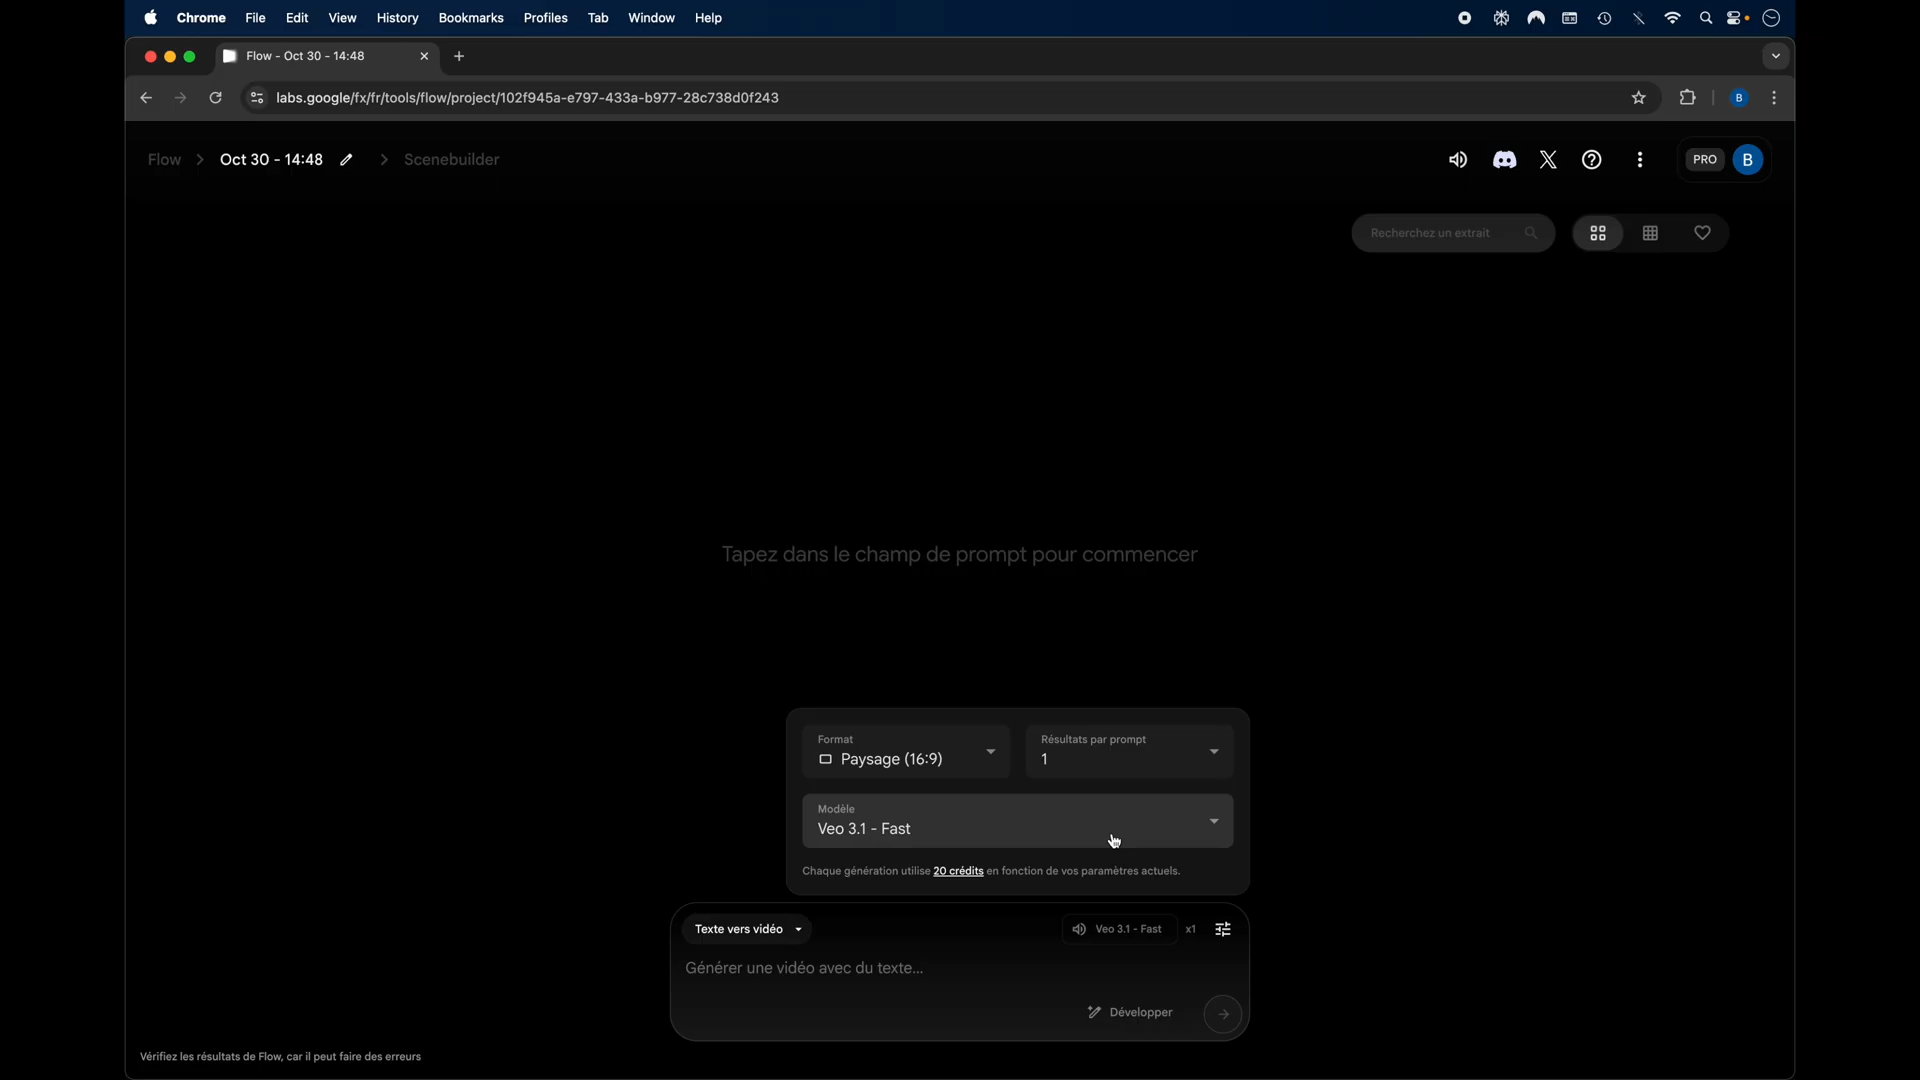 Chrome File Edit View History Bookmarks Profiles Tab Window Help
Flow - Oct 30 - 14:48
labs.google/fx/fr/tools/flow/project/102f945a-e797-433a-b977-28c738d0f243
B
Flow > Oct 30 - 14:48 > Scenebuilder
PRO B
Recherchez un extrait
Tapez dans le champ de prompt pour commencer
Format
Paysage (16:9)
Résultats par prompt
1
Modèle
Veo 3.1 - Fast
Chaque génération utilise 20 crédits en fonction de vos paramètres actuels.
Texte vers vidéo
Veo 3.1 - Fast x1
Générer une vidéo avec du texte...
Développer
Vérifiez les résultats de Flow, car il peut faire des erreurs